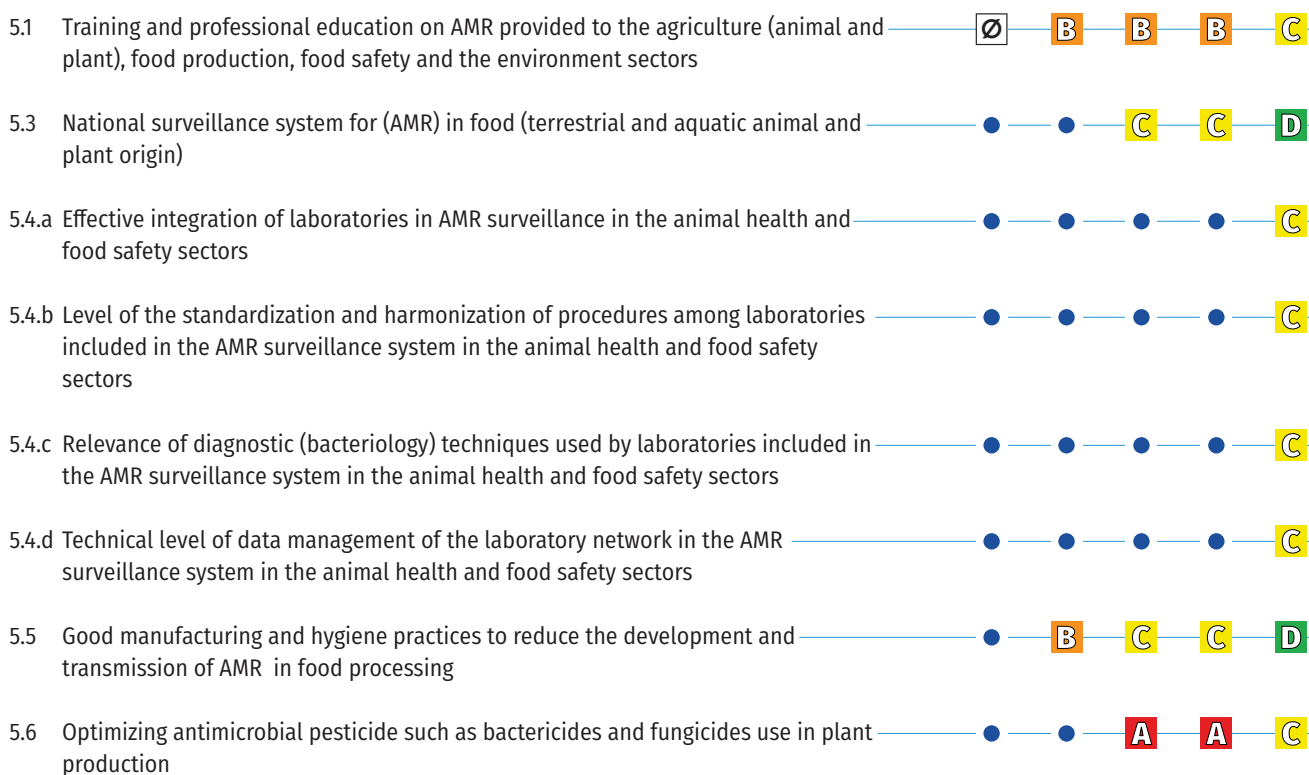 5.1 Training and professional education on AMR provided to the agriculture (animal and Ø B B B C
plant), food production, food safety and the environment sectors
5.3 National surveillance system for (AMR) in food (terrestrial and aquatic animal and C C D
plant origin)
5.4.a Effective integration of laboratories in AMR surveillance in the animal health and C
food safety sectors
5.4.b Level of the standardization and harmonization of procedures among laboratories C
included in the AMR surveillance system in the animal health and food safety
sectors
5.4.c Relevance of diagnostic (bacteriology) techniques used by laboratories included in C
the AMR surveillance system in the animal health and food safety sectors
5.4.d Technical level of data management of the laboratory network in the AMR C
surveillance system in the animal health and food safety sectors
5.5 Good manufacturing and hygiene practices to reduce the development and B C C D
transmission of AMR in food processing
5.6 Optimizing antimicrobial pesticide such as bactericides and fungicides use in plant A A C
production